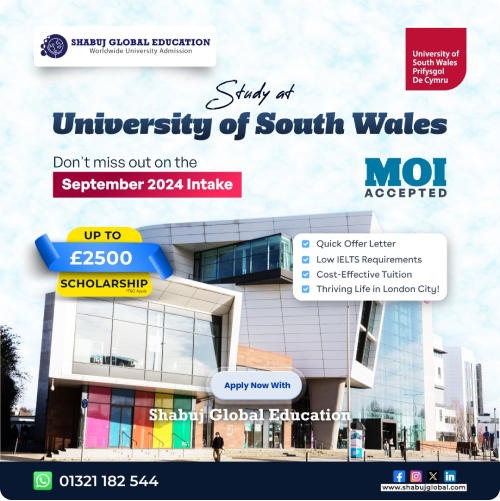 SHABUJ GLOBAL EDUCATION
Worldwide University Admission
University of
South Wales
Prifysgol
De Cymru
Study at
University of South Wales
Don't miss out on the
September 2024 Intake
MOI
ACCEPTED
UP TO
£2500
SCHOLARSHIP
*T&C Apply
Quick Offer Letter
Low IELTS Requirements
Cost-Effective Tuition
Thriving Life in London City!
Apply Now With
Shabuj Global Education
01321 182 544
www.shabujglobal.com